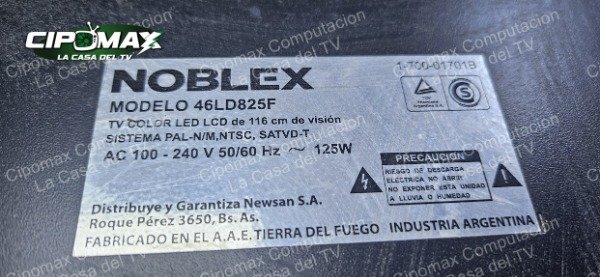 CIPOMAX
LA CASA DEL TV
Cipomax Computacion
La Casa del TV
NOBLEX
1-700-01701B
MODELO 46LD825F
TV COLOR LED LCD de 116 cm de visión
SISTEMA PAL-N/M,NTSC, SATVD-T
AC 100 - 240 V 50/60 Hz ~ 125W
PRECAUCIÓN
RIESGO DE DESCARGA
ELÉCTRICA NO ABRIR
NO EXPONER ESTA UNIDAD
A LLUVIA O HUMEDAD
Distribuye y Garantiza Newsan S.A.
Roque Pérez 3650, Bs. As.
FABRICADO EN EL A.A.E. TIERRA DEL FUEGO INDUSTRIA ARGENTINA